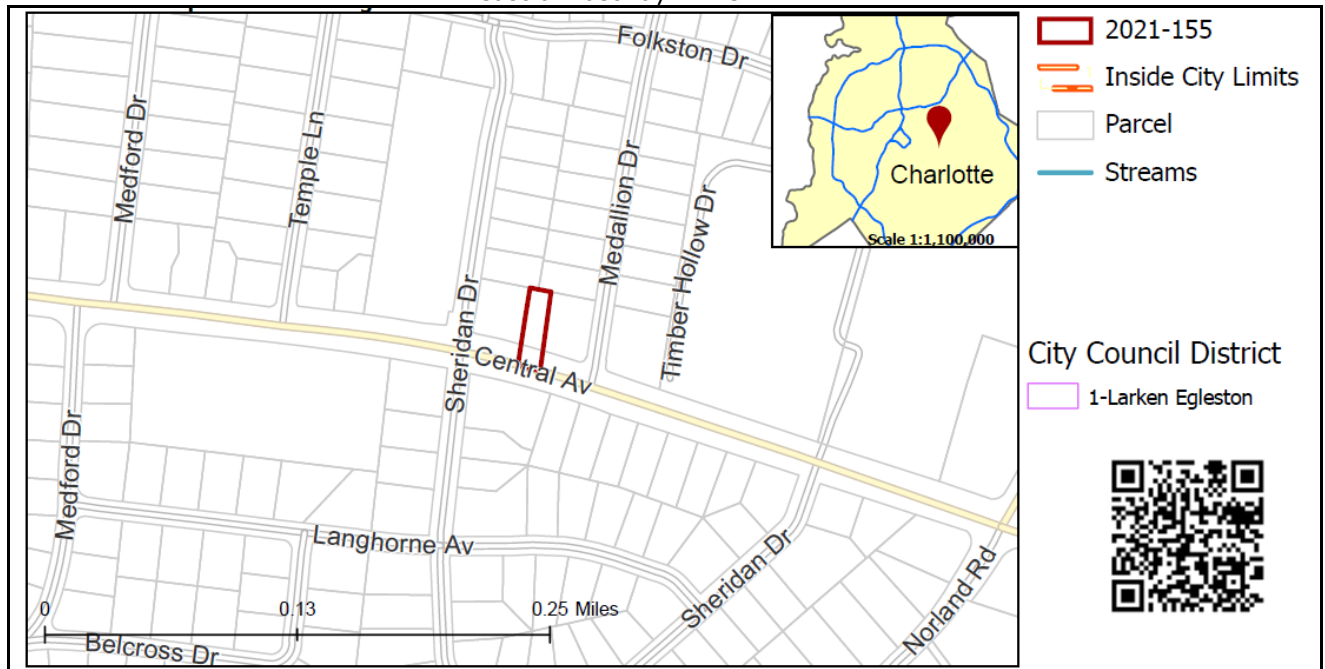 Folkston Dr
Medford Dr
Temple Ln
Medallion Dr
Timber Hollow Dr
Sheridan Dr
Central Av
Medford Dr
Langhorne Av
Sheridan Dr
Norland Rd
Belcross Dr
0 0.13 0.25 Miles
Charlotte
Scale 1:1,100,000
2021-155
Inside City Limits
Parcel
Streams
City Council District
1-Larken Egleston